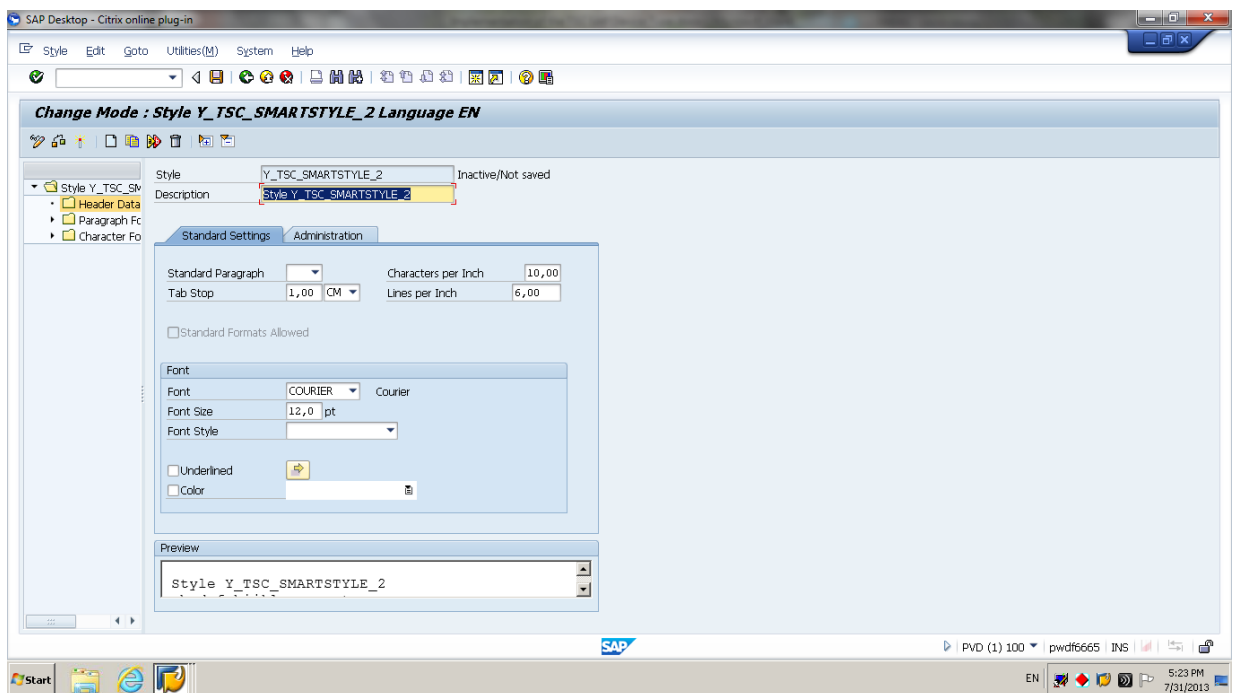 SAP Desktop - Citrix online plug-in
Style Edit Goto Utilities(M) System Help
Change Mode : Style Y_TSC_SMARTSTYLE_2 Language EN
Style Y_TSC_SM
Header Data
Paragraph Fo
Character Fo
Style Y_TSC_SMARTSTYLE_2 Inactive/Not saved
Description Style Y_TSC_SMARTSTYLE_2
Standard Settings Administration
Standard Paragraph Characters per Inch 10,00
Tab Stop 1,00 CM Lines per Inch 6,00
Standard Formats Allowed
Font
Font COURIER Courier
Font Size 12,0 pt
Font Style
Underlined
Color
Preview
Style Y_TSC_SMARTSTYLE_2
SAP
PVD (1) 100 pwdf6665 INS
Start
EN 5:23 PM
7/31/2013